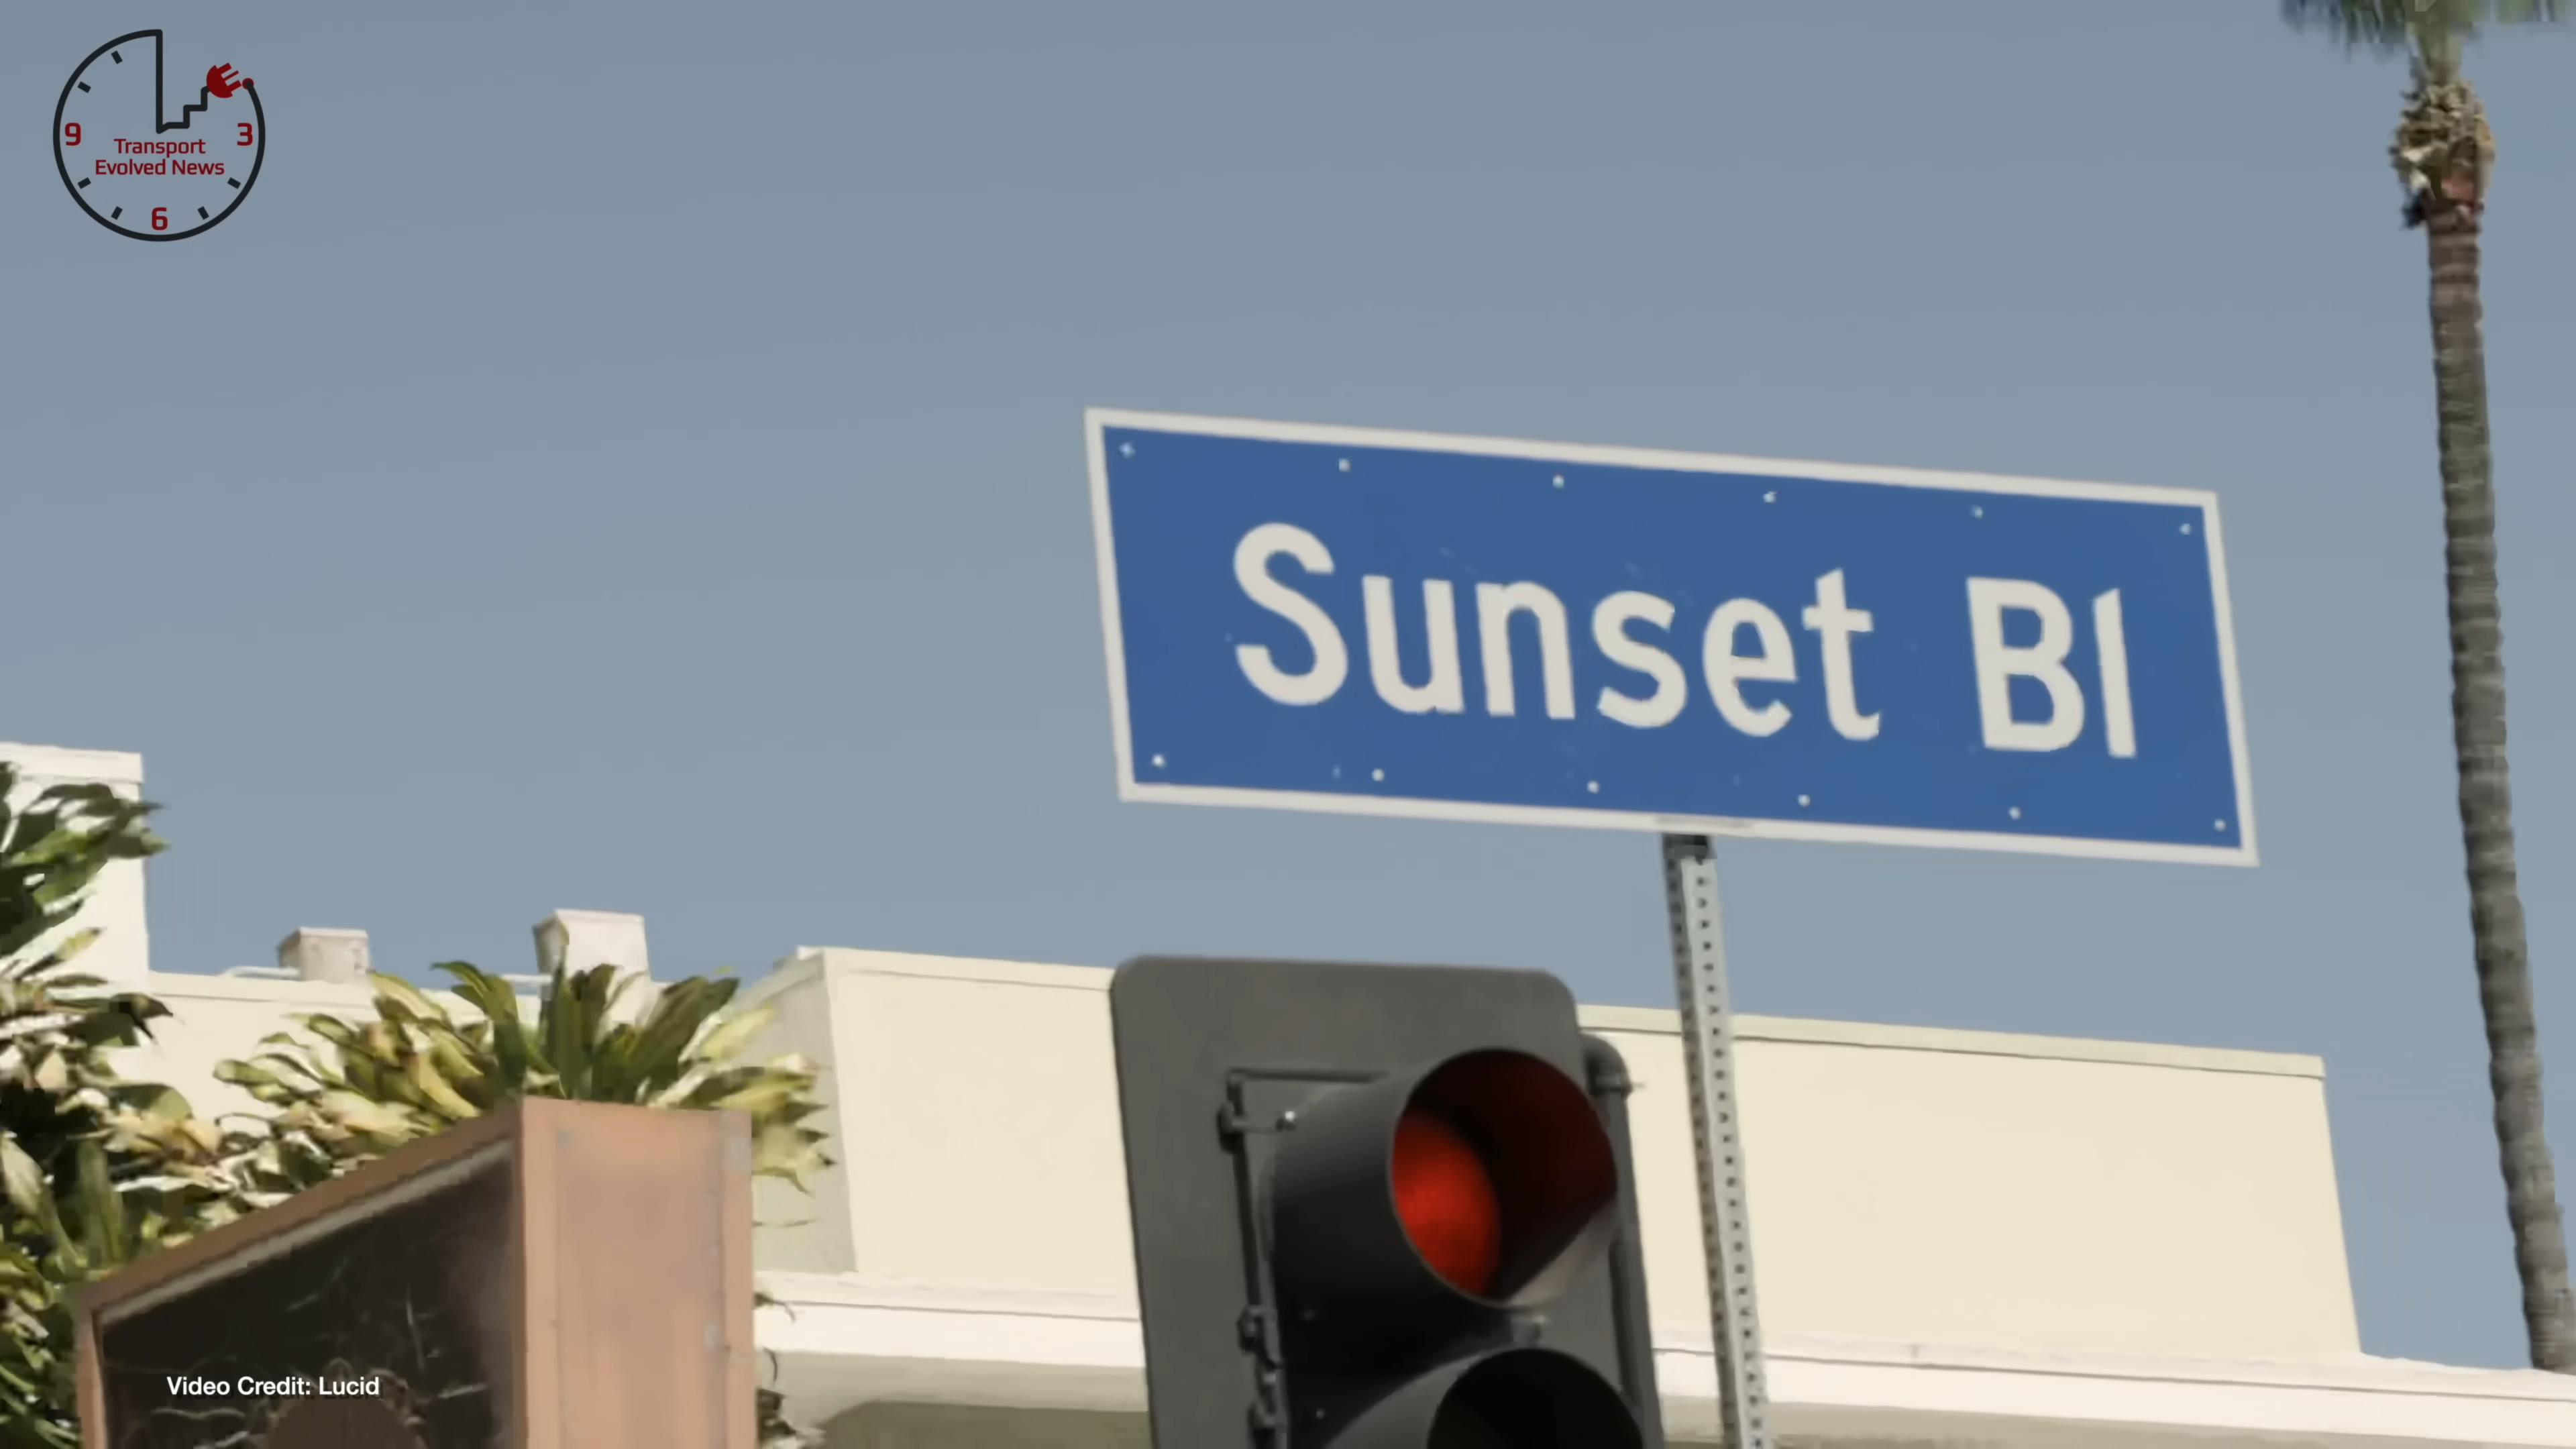 9
3
Transport
Evolved News
6
Sunset Bl
Video Credit: Lucid